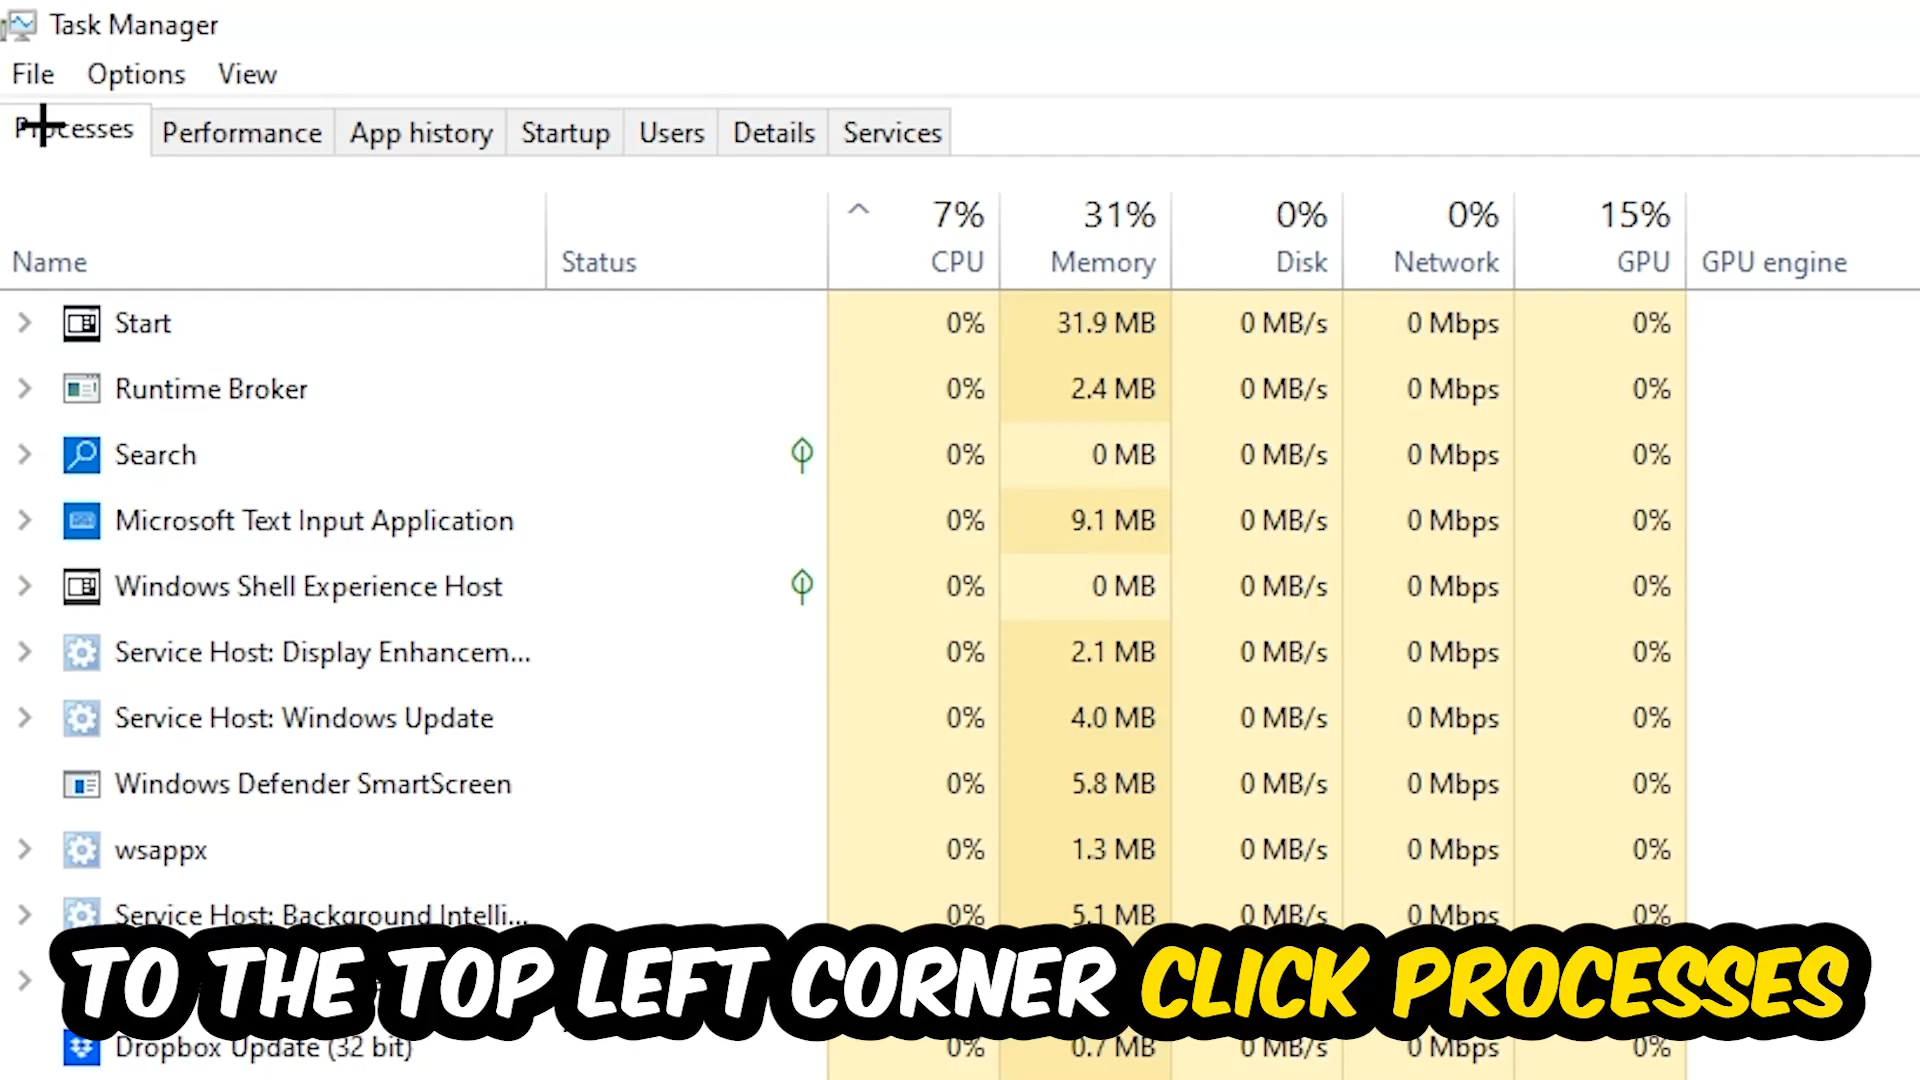 Task Manager
File Options View
Processes Performance App history Startup Users Details Services
7% 31% 0% 0% 15%
Name Status CPU Memory Disk Network GPU GPU engine
Start 0% 31.9 MB 0 MB/s 0 Mbps 0%
Runtime Broker 0% 2.4 MB 0 MB/s 0 Mbps 0%
Search 0% 0 MB 0 MB/s 0 Mbps 0%
Microsoft Text Input Application 0% 9.1 MB 0 MB/s 0 Mbps 0%
Windows Shell Experience Host 0% 0 MB 0 MB/s 0 Mbps 0%
Service Host: Display Enhancem... 0% 2.1 MB 0 MB/s 0 Mbps 0%
Service Host: Windows Update 0% 4.0 MB 0 MB/s 0 Mbps 0%
Windows Defender SmartScreen 0% 5.8 MB 0 MB/s 0 Mbps 0%
wsappx 0% 1.3 MB 0 MB/s 0 Mbps 0%
Service Host: Background Intelli... 0% 5.1 MB 0 MB/s 0 Mbps 0%
TO THE TOP LEFT CORNER CLICK PROCESSES
Dropbox Update (32 bit) 0% 0.7 MB 0 MB/s 0 Mbps 0%